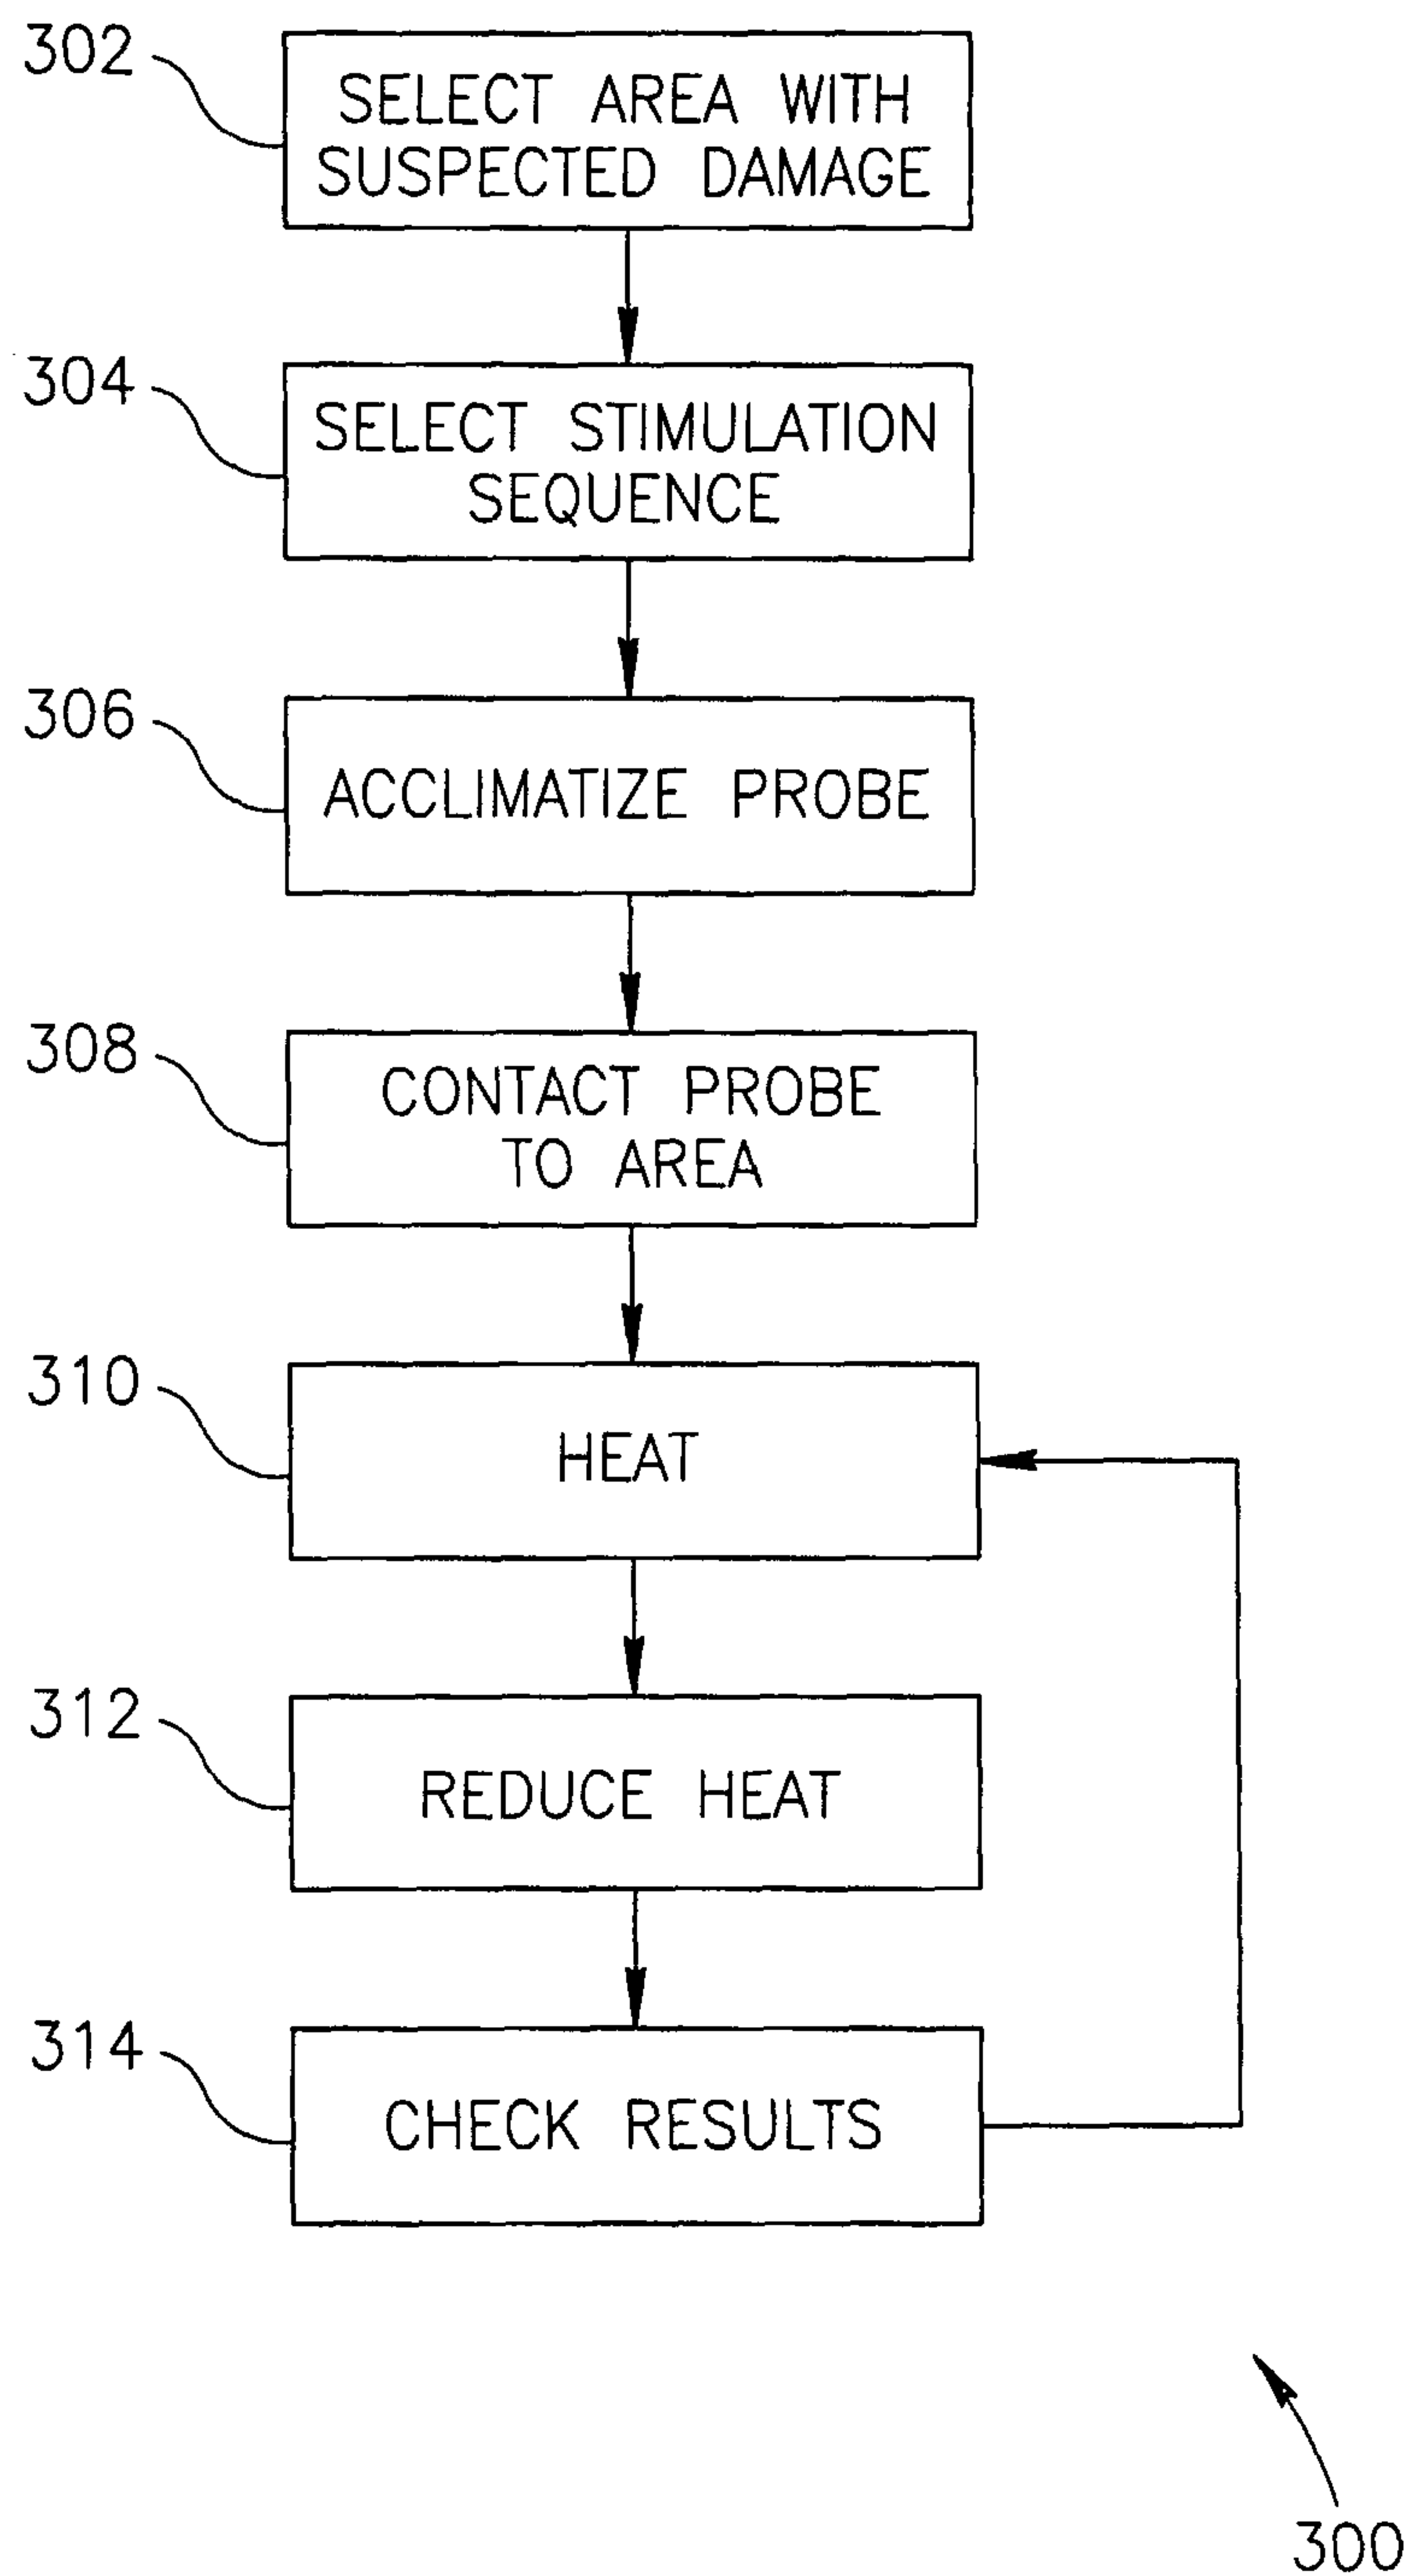 302
SELECT AREA WITH
SUSPECTED DAMAGE
304
SELECT STIMULATION
SEQUENCE
306
ACCLIMATIZE PROBE
308
CONTACT PROBE
TO AREA
310
HEAT
312
REDUCE HEAT
314
CHECK RESULTS
300